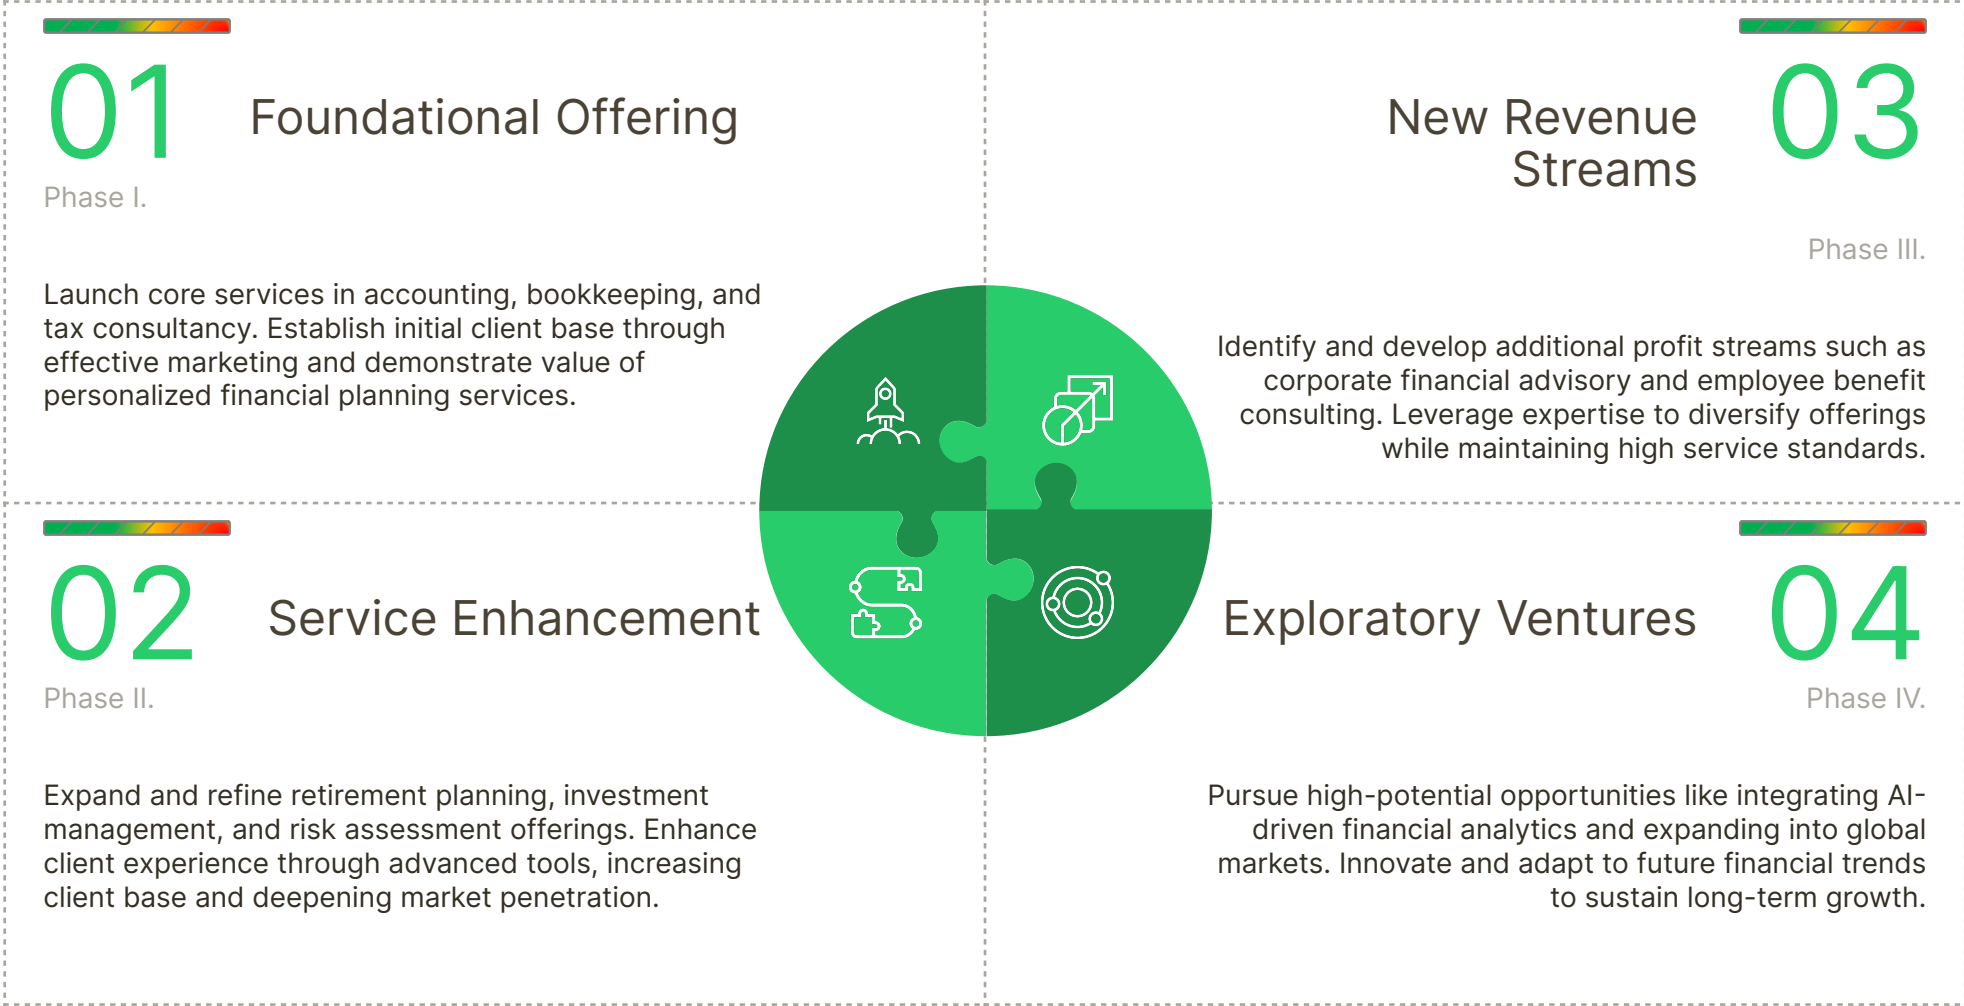 01
Foundational Offering
Phase I.
Launch core services in accounting, bookkeeping, and
tax consultancy. Establish initial client base through
effective marketing and demonstrate value of
personalized financial planning services.
02
Service Enhancement
Phase II.
Expand and refine retirement planning, investment
management, and risk assessment offerings. Enhance
client experience through advanced tools, increasing
client base and deepening market penetration.
03
New Revenue
Streams
Phase III.
Identify and develop additional profit streams such as
corporate financial advisory and employee benefit
consulting. Leverage expertise to diversify offerings
while maintaining high service standards.
04
Exploratory Ventures
Phase IV.
Pursue high-potential opportunities like integrating AI-
driven financial analytics and expanding into global
markets. Innovate and adapt to future financial trends
to sustain long-term growth.